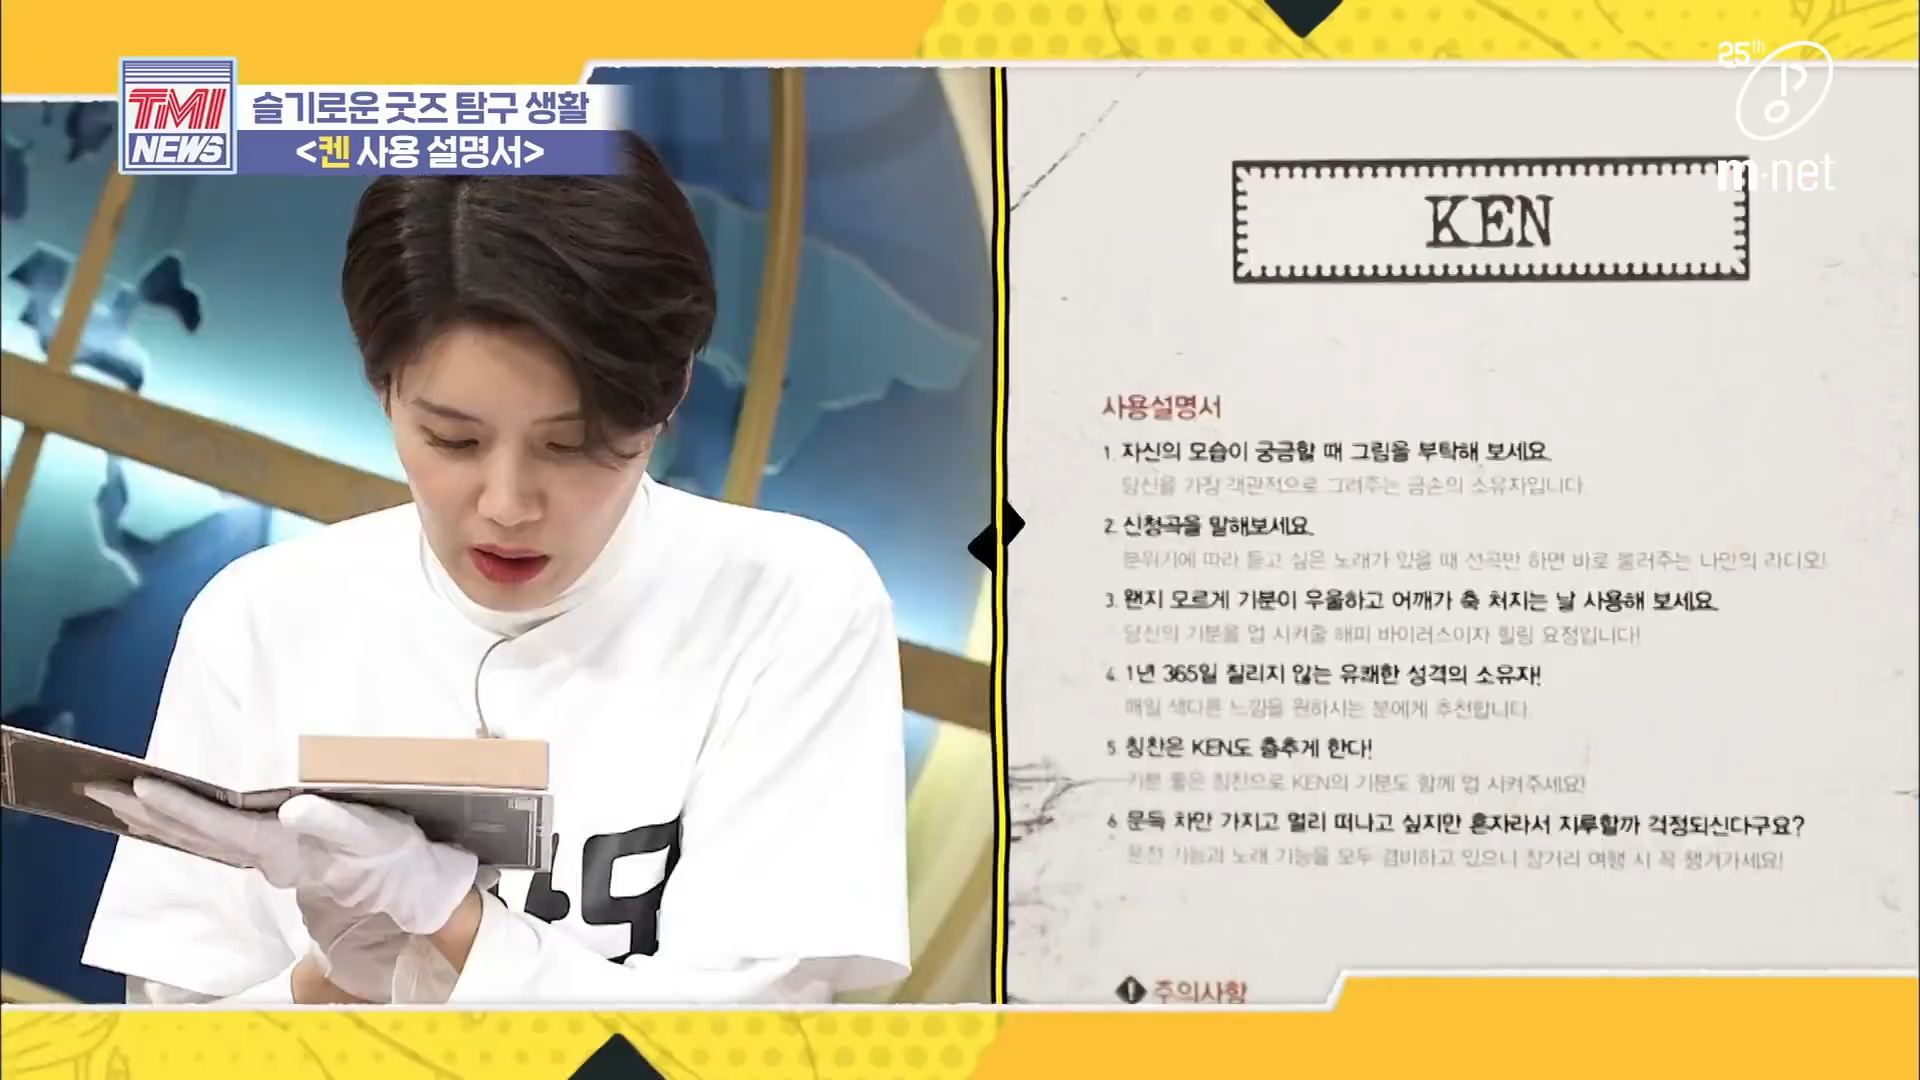 TMI
NEWS
슬기로운 굿즈 탐구 생활
<켄 사용 설명서>
25th
m·net
KEN
사용설명서
1. 자신의 모습이 궁금할 때 그림을 부탁해 보세요.
당신을 가장 객관적으로 그려주는 금손의 소유자입니다.
2. 신청곡을 말해보세요.
분위기에 따라 듣고 싶은 노래가 있을 때 선곡만 하면 바로 불러주는 나만의 라디오!
3. 왠지 모르게 기분이 우울하고 어깨가 축 처지는 날 사용해 보세요.
당신의 기분을 업 시켜줄 해피 바이러스이자 힐링 요정입니다!
4. 1년 365일 질리지 않는 유쾌한 성격의 소유자!
매일 색다른 느낌을 원하시는 분에게 추천합니다.
5. 칭찬은 KEN도 춤추게 한다!
기분 좋은 칭찬으로 KEN의 기분도 함께 업 시켜주세요!
6. 문득 차만 가지고 멀리 떠나고 싶지만 혼자라서 지루할까 걱정되신다구요?
운전 기능과 노래 기능을 모두 겸비하고 있으니 장거리 여행 시 꼭 챙겨가세요!
주의사항